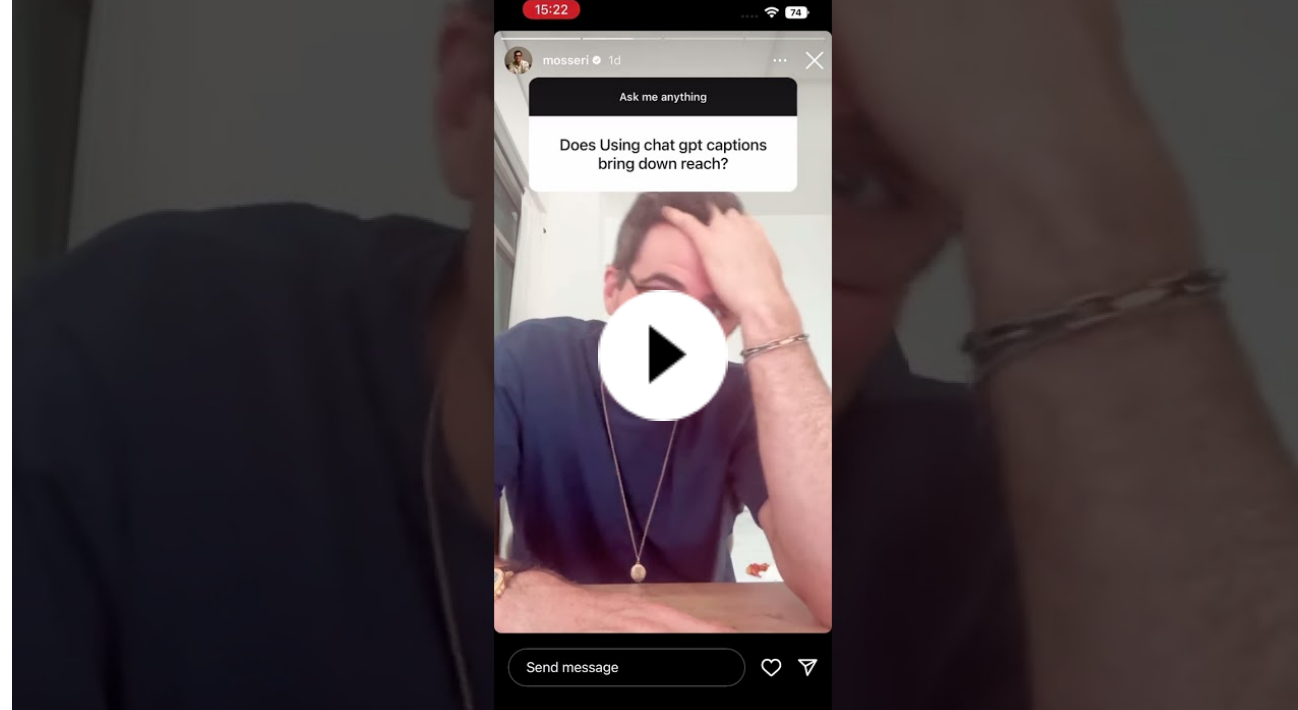 15:22
74
mosseri 1d
Ask me anything
Does Using chat gpt captions
bring down reach?
Send message